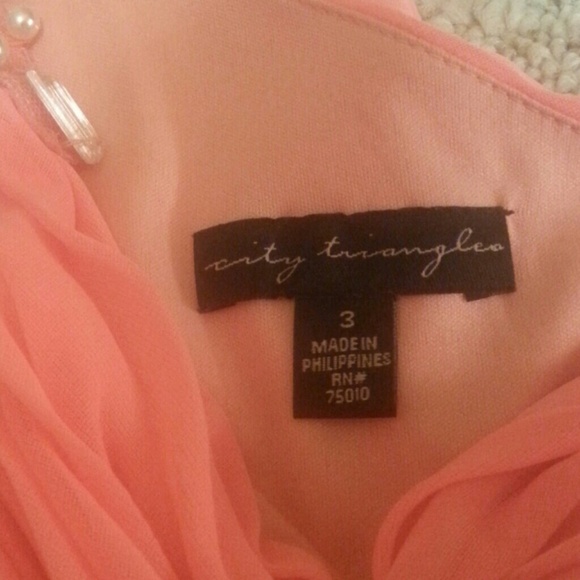 city triangles
3
MADE IN
PHILIPPINES
RN#
75010